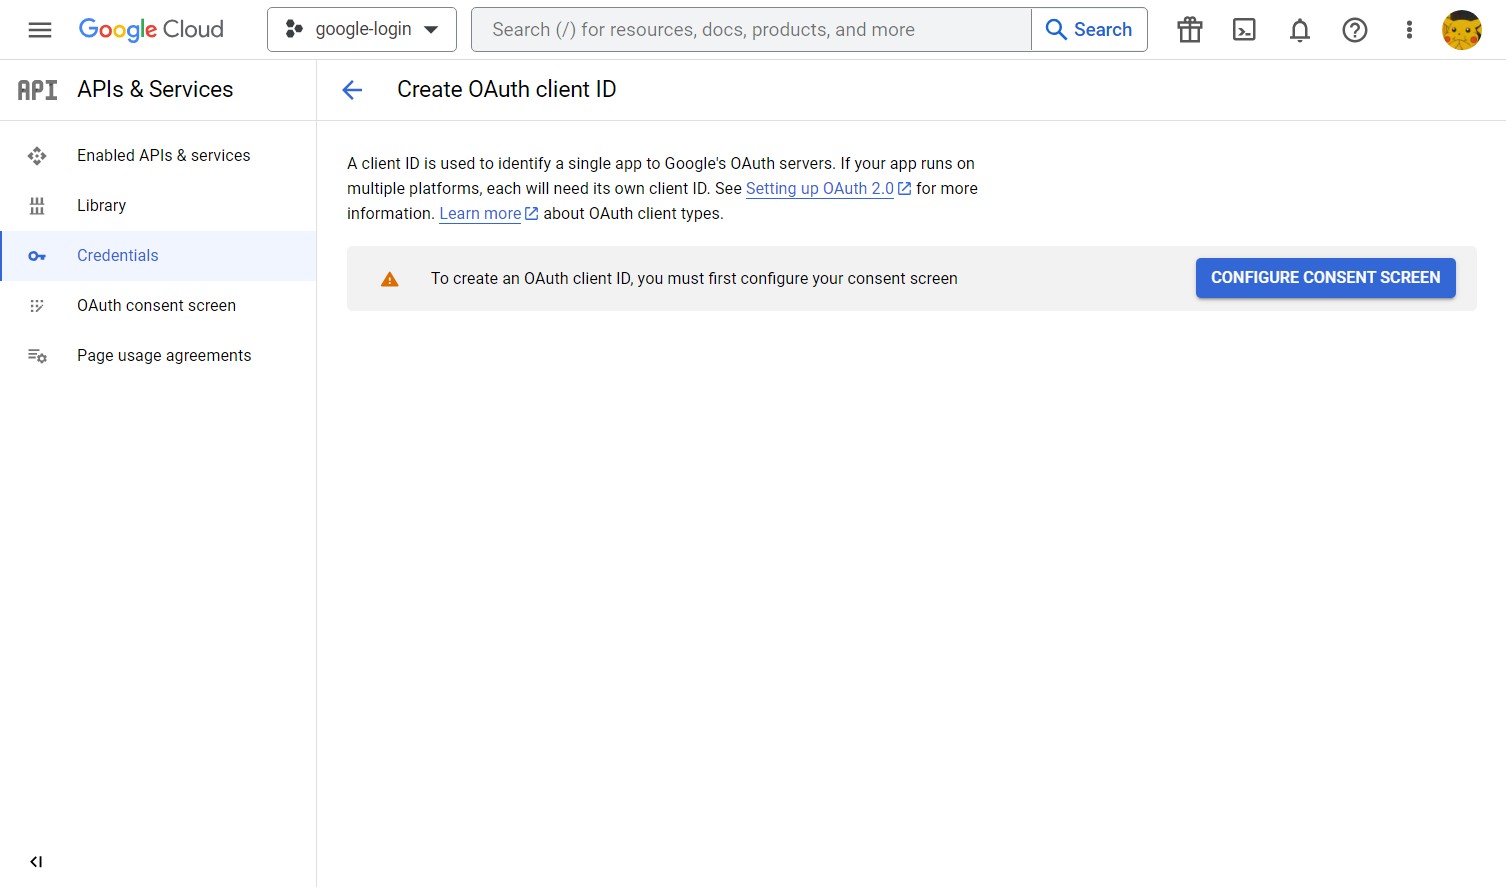 Google Cloud
google-login
Search (/) for resources, docs, products, and more
Search
API
APIs & Services
Create OAuth client ID
Enabled APIs & services
Library
Credentials
OAuth consent screen
Page usage agreements
A client ID is used to identify a single app to Google's OAuth servers. If your app runs on
multiple platforms, each will need its own client ID. See Setting up OAuth 2.0 for more
information. Learn more about OAuth client types.
To create an OAuth client ID, you must first configure your consent screen
CONFIGURE CONSENT SCREEN